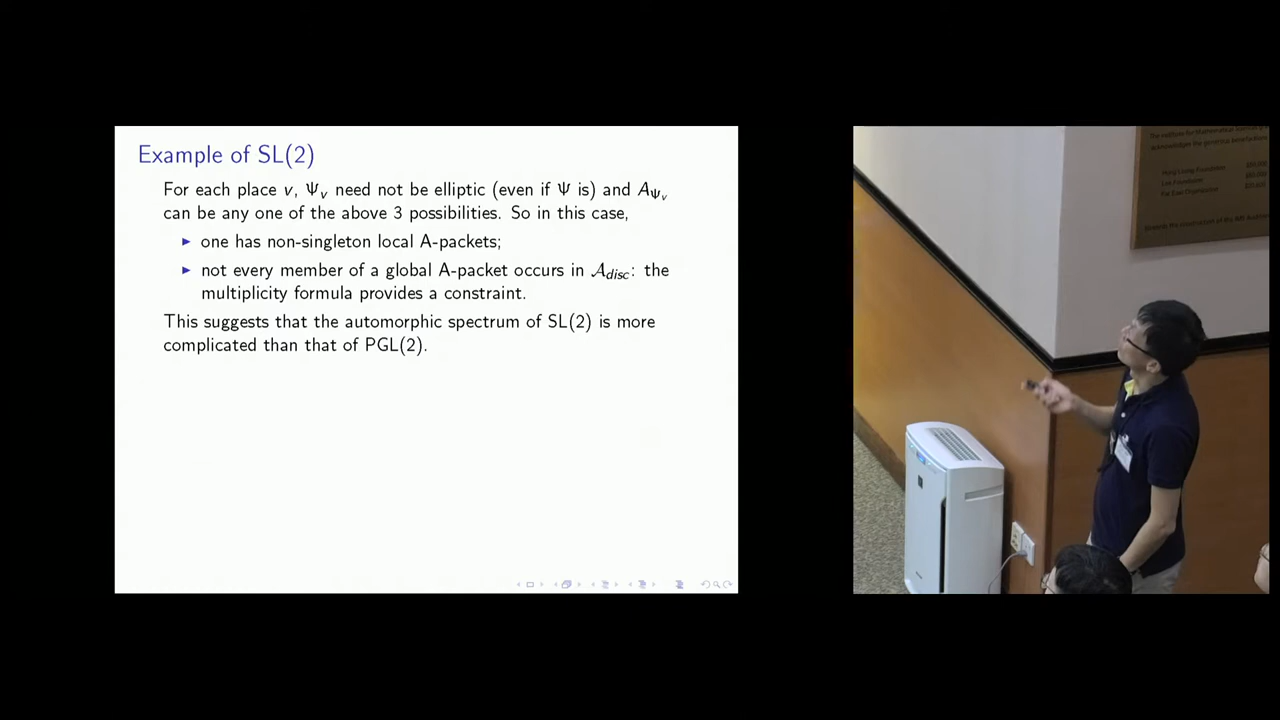 Example of SL(2)
For each place v, Ψ_v need not be elliptic (even if Ψ is) and A_{Ψ_v}
can be any one of the above 3 possibilities. So in this case,
▶ one has non-singleton local A-packets;
▶ not every member of a global A-packet occurs in 𝒜_disc: the
multiplicity formula provides a constraint.
This suggests that the automorphic spectrum of SL(2) is more
complicated than that of PGL(2).